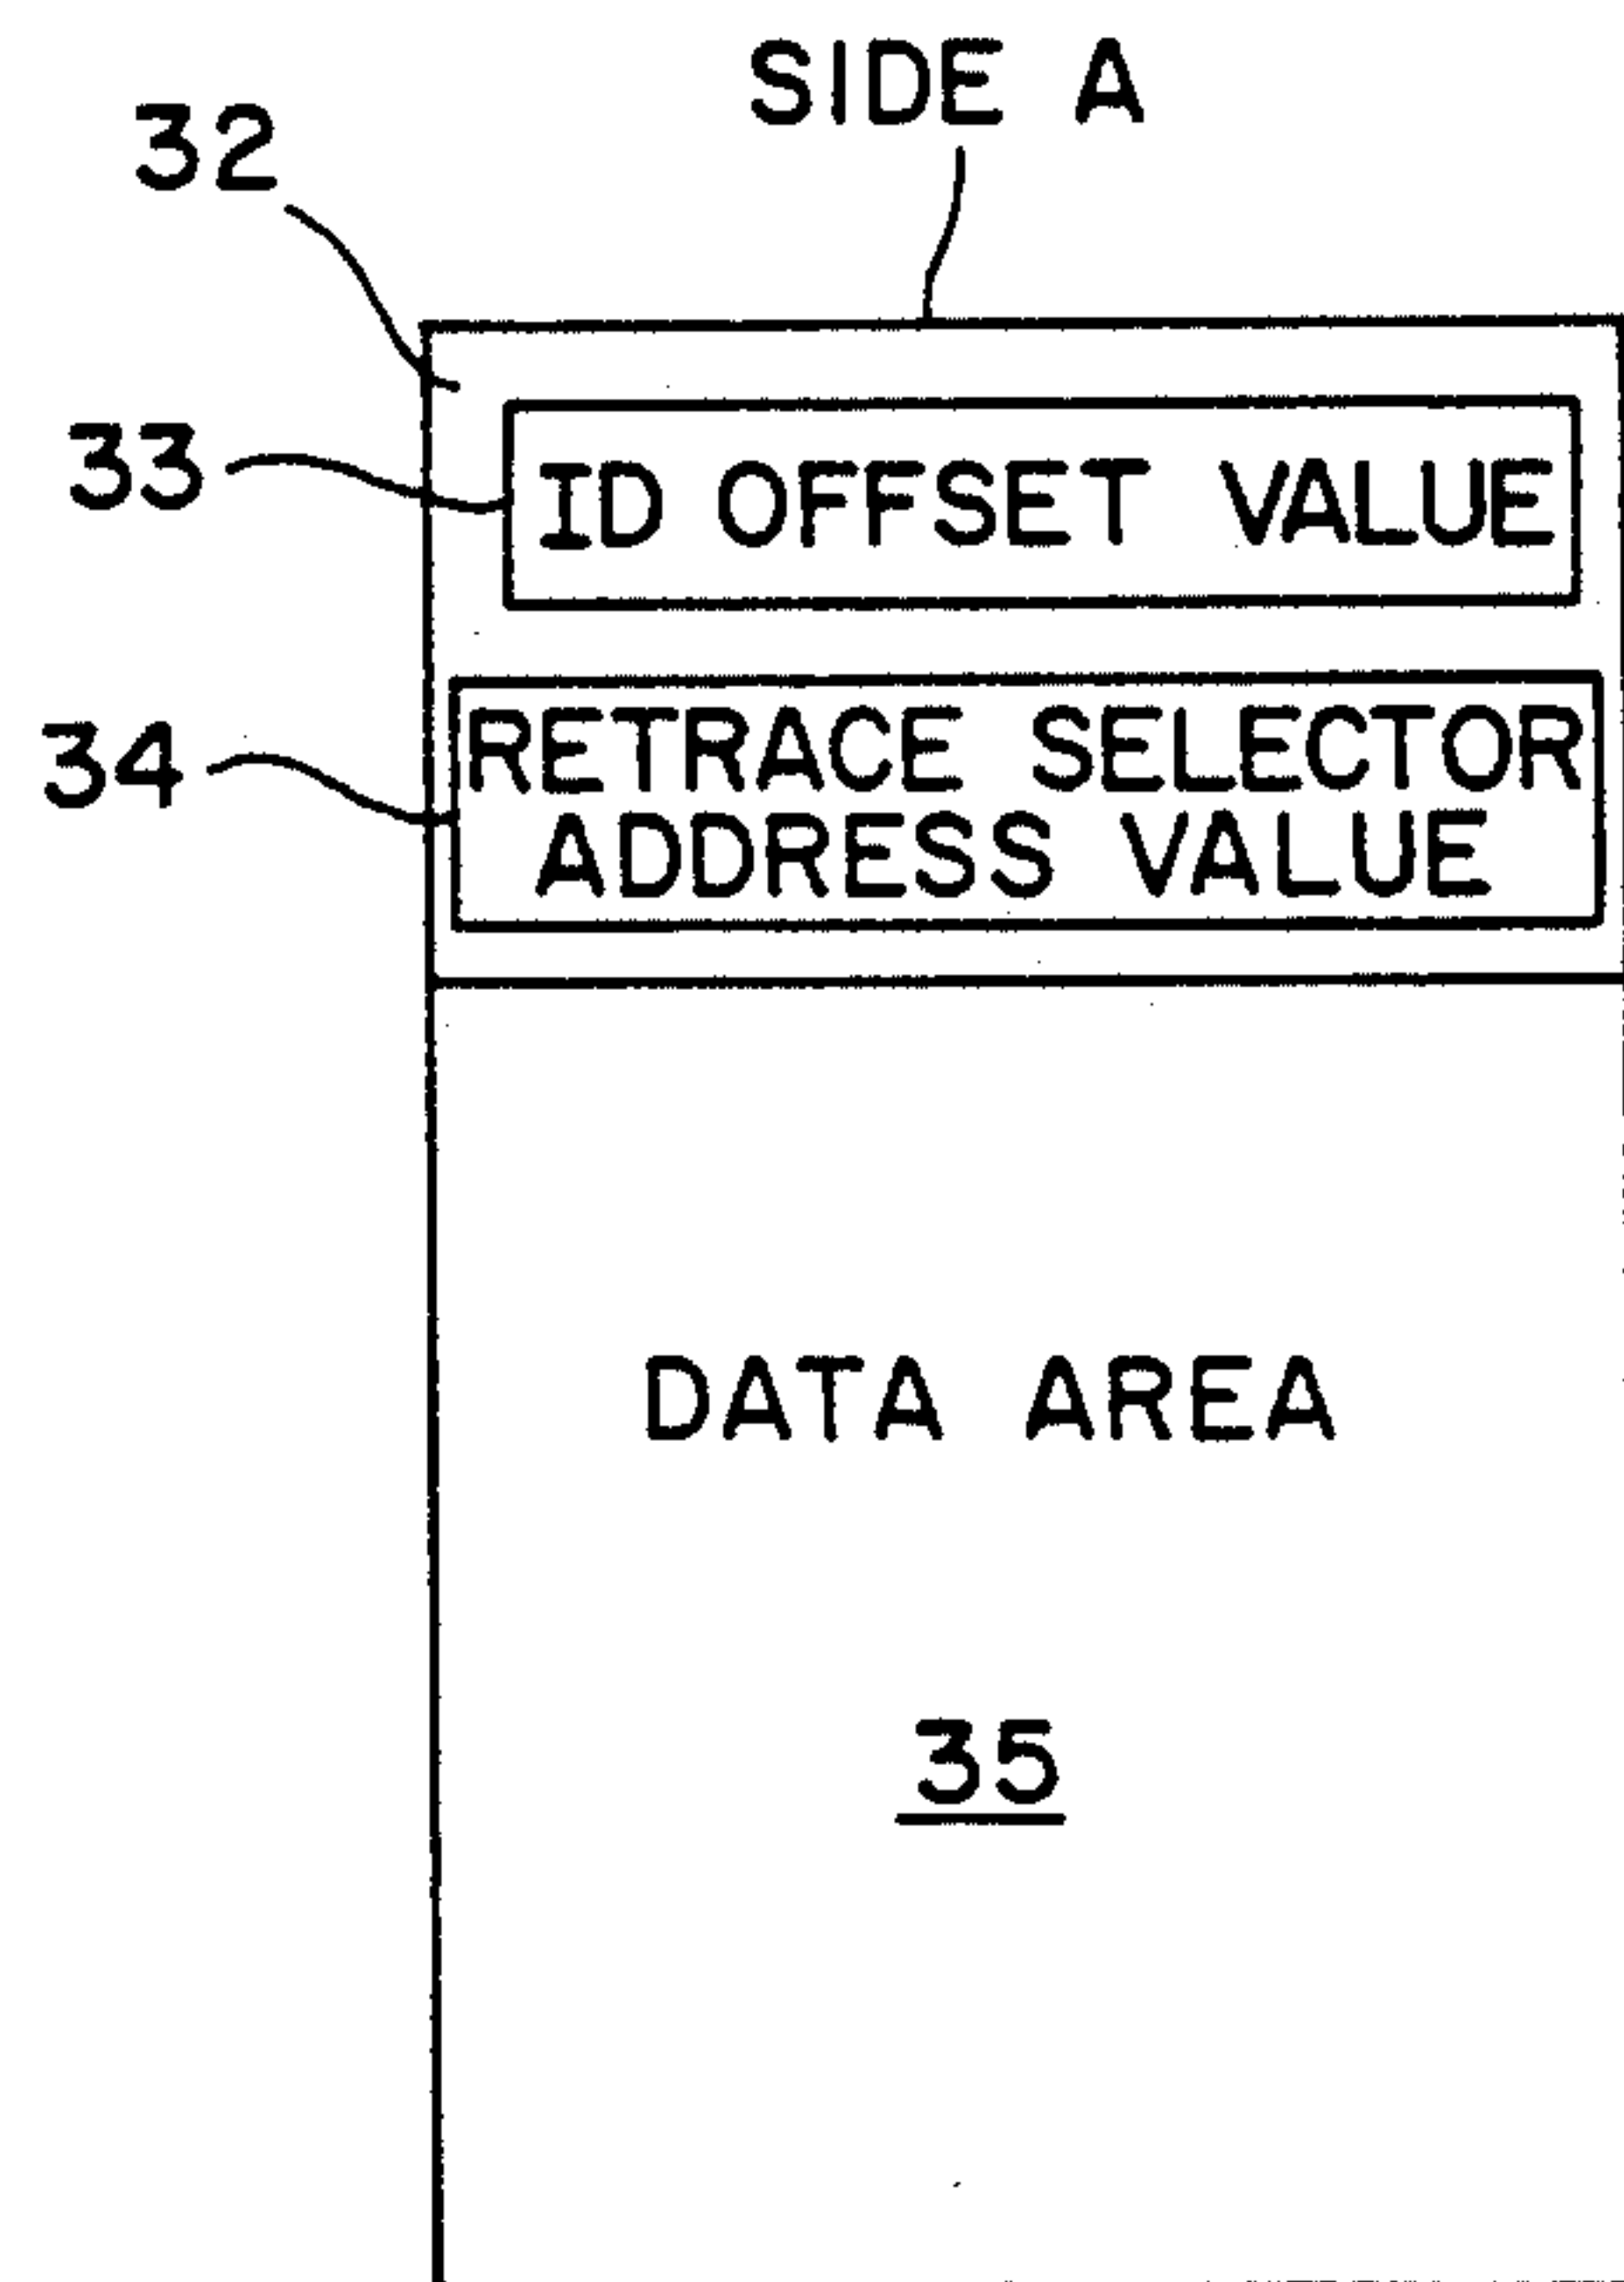 SIDE A
32
33
ID OFFSET VALUE
34
RETRACE SELECTOR
ADDRESS VALUE
DATA AREA
35